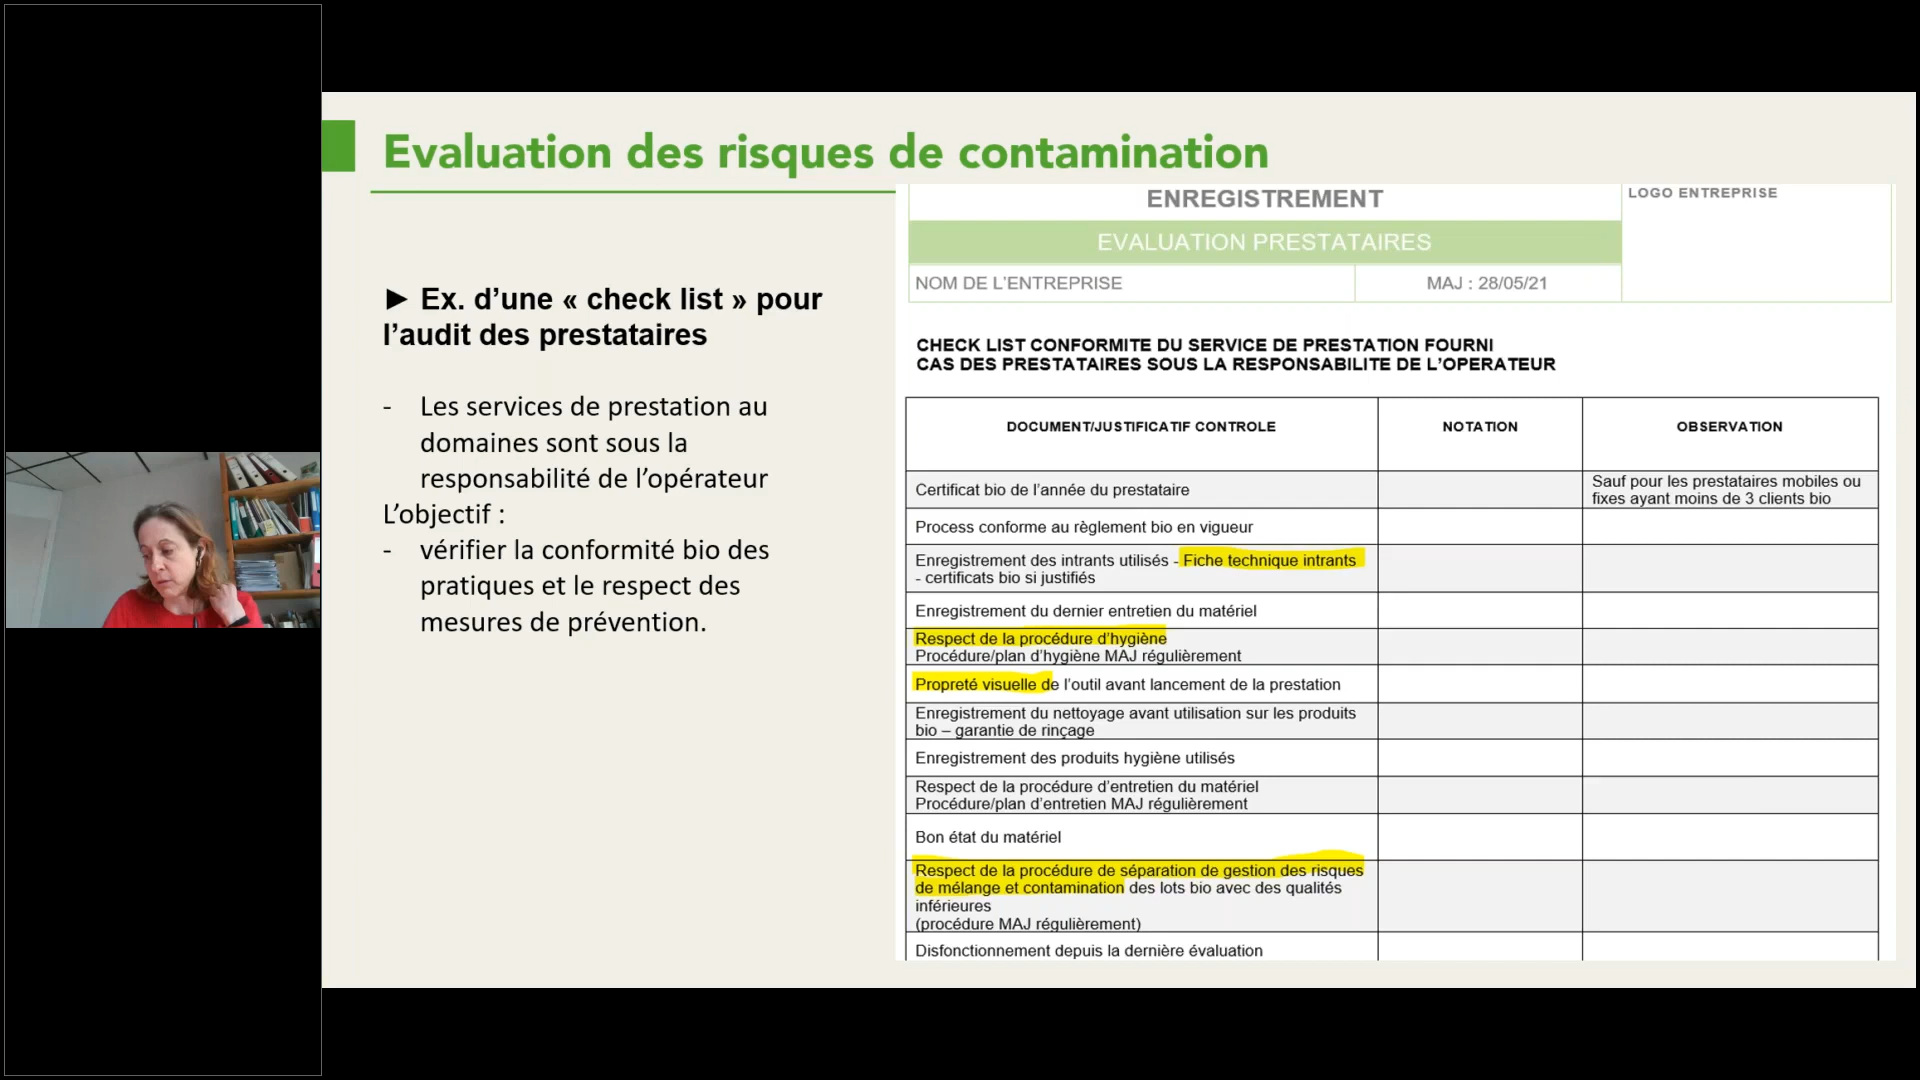 Evaluation des risques de contamination
► Ex. d’une « check list » pour
l’audit des prestataires
- Les services de prestation au
domaines sont sous la
responsabilité de l’opérateur
L’objectif :
- vérifier la conformité bio des
pratiques et le respect des
mesures de prévention.
ENREGISTREMENT
LOGO ENTREPRISE
EVALUATION PRESTATAIRES
NOM DE L’ENTREPRISE
MAJ : 28/05/21
CHECK LIST CONFORMITE DU SERVICE DE PRESTATION FOURNI
CAS DES PRESTATAIRES SOUS LA RESPONSABILITE DE L’OPERATEUR
DOCUMENT/JUSTIFICATIF CONTROLE
NOTATION
OBSERVATION
Certificat bio de l’année du prestataire
Sauf pour les prestataires mobiles ou
fixes ayant moins de 3 clients bio
Process conforme au règlement bio en vigueur
Enregistrement des intrants utilisés - Fiche technique intrants
- certificats bio si justifiés
Enregistrement du dernier entretien du matériel
Respect de la procédure d’hygiène
Procédure/plan d’hygiène MAJ régulièrement
Propreté visuelle de l’outil avant lancement de la prestation
Enregistrement du nettoyage avant utilisation sur les produits
bio – garantie de rinçage
Enregistrement des produits hygiène utilisés
Respect de la procédure d’entretien du matériel
Procédure/plan d’entretien MAJ régulièrement
Bon état du matériel
Respect de la procédure de séparation de gestion des risques
de mélange et contamination des lots bio avec des qualités
inférieures
(procédure MAJ régulièrement)
Disfonctionnement depuis la dernière évaluation